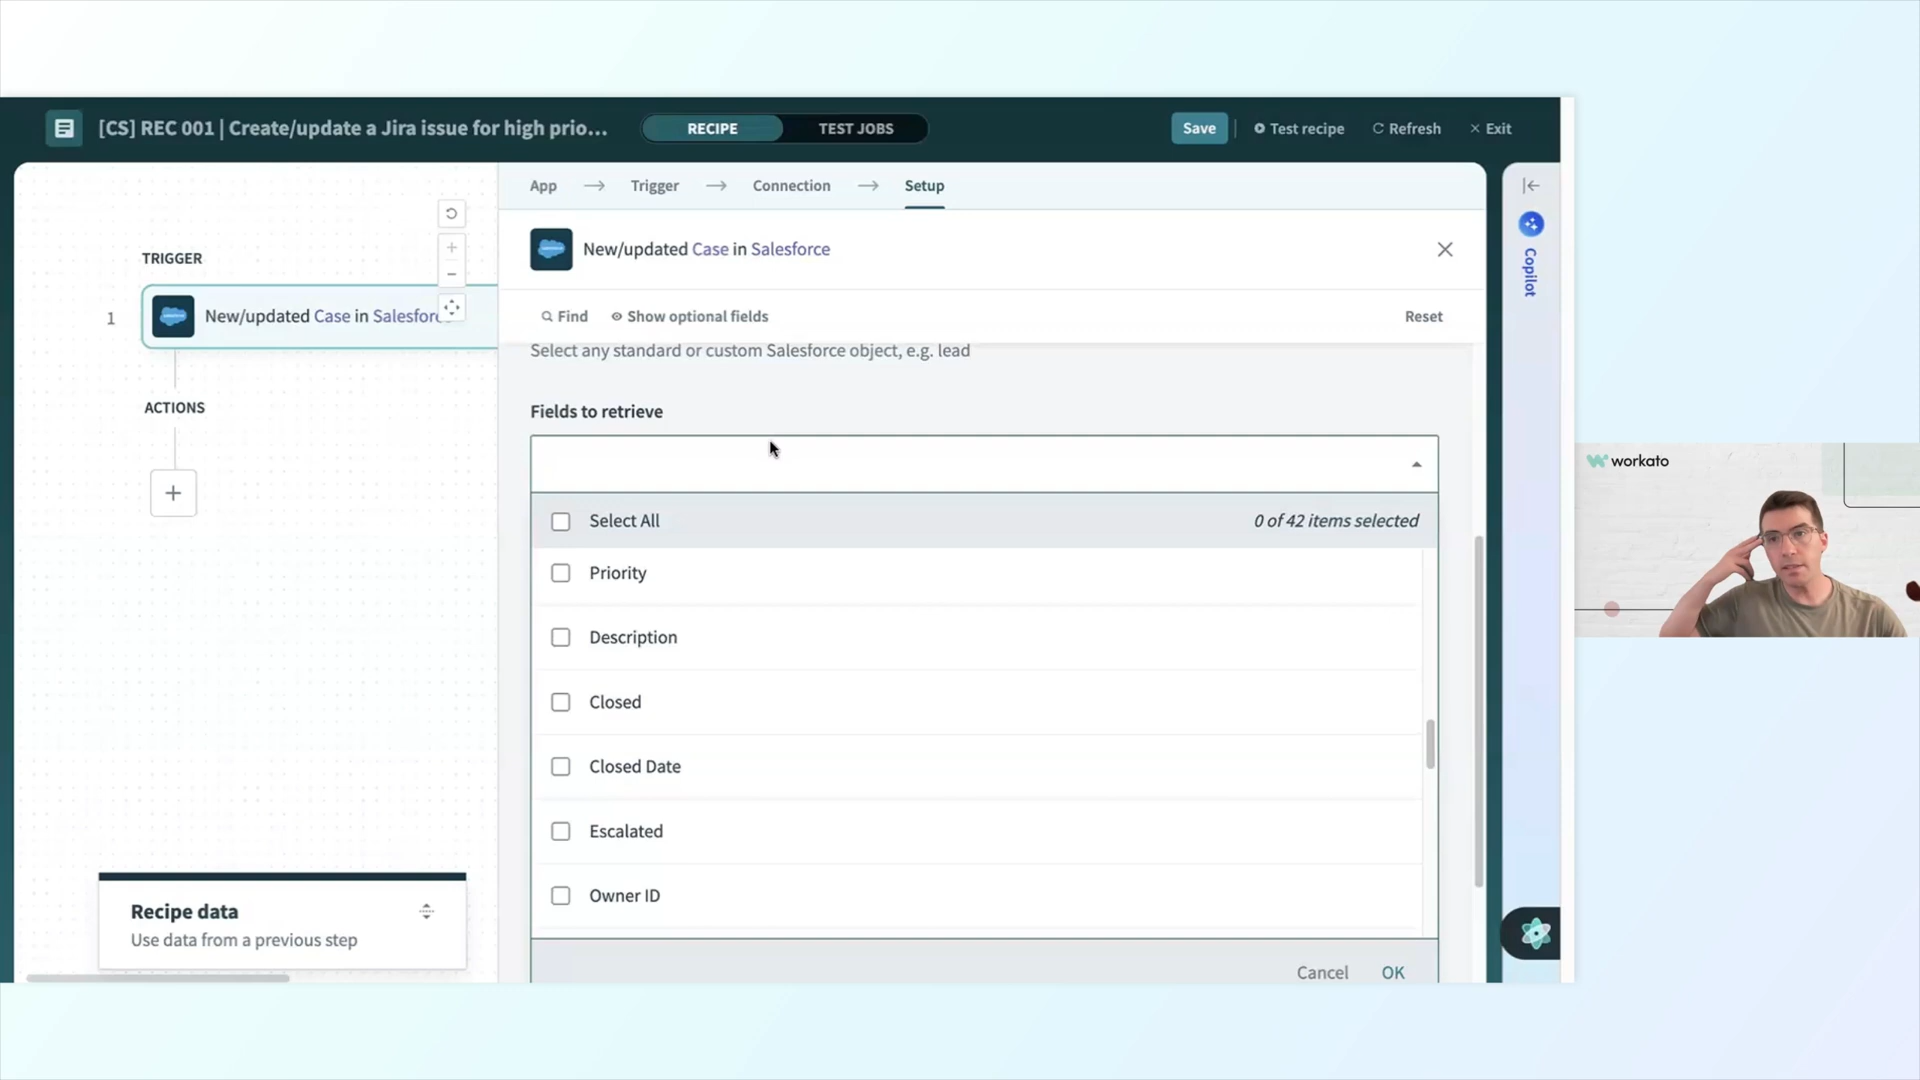 [CS] REC 001 | Create/update a Jira issue for high prio...
RECIPE
TEST JOBS
Save
Test recipe
Refresh
Exit
App
Trigger
Connection
Setup
TRIGGER
1
New/updated Case in Salesforc
ACTIONS
New/updated Case in Salesforce
Find
Show optional fields
Reset
Select any standard or custom Salesforce object, e.g. lead
Fields to retrieve
Select All
0 of 42 items selected
Priority
Description
Closed
Closed Date
Escalated
Owner ID
Cancel
OK
Recipe data
Use data from a previous step
Copilot
workato